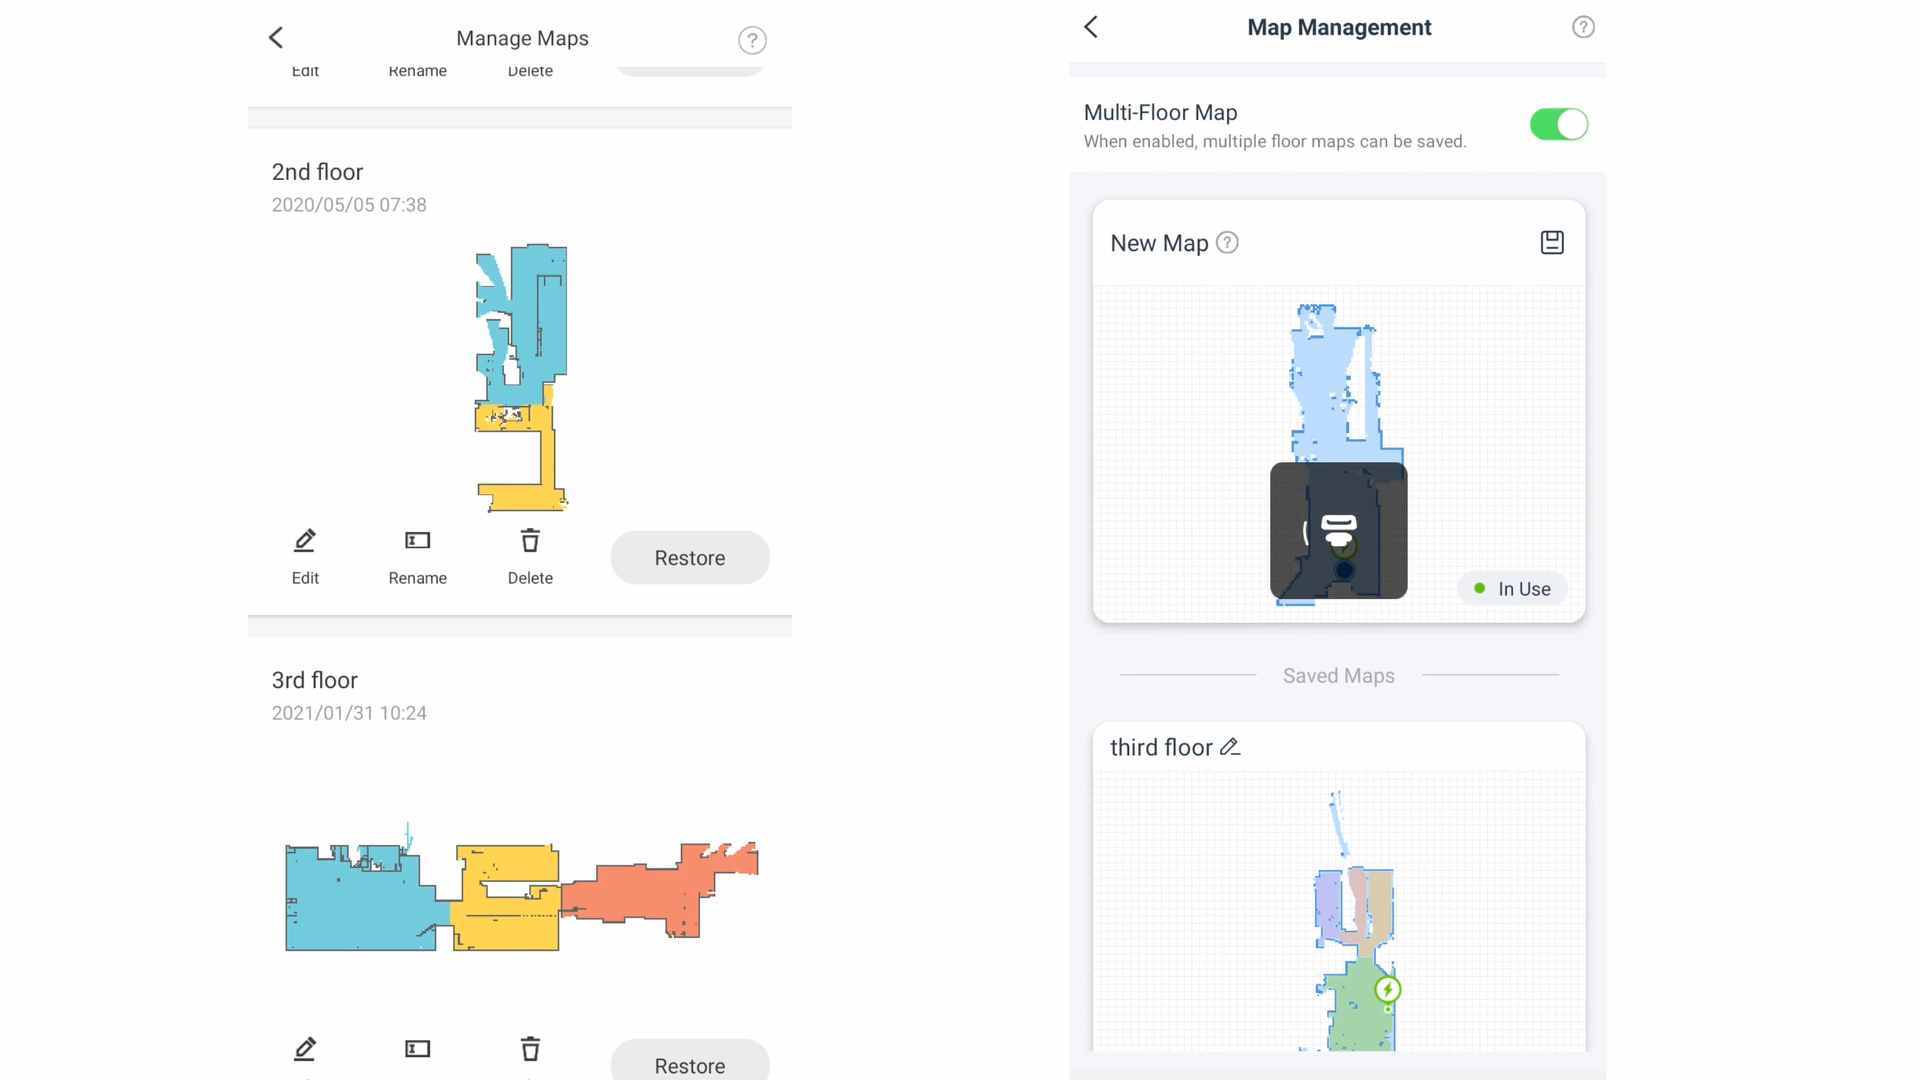 Manage Maps
?
Edit
Rename
Delete
2nd floor
2020/05/05 07:38
Edit
Rename
Delete
Restore
3rd floor
2021/01/31 10:24
Restore
Map Management
?
Multi-Floor Map
When enabled, multiple floor maps can be saved.
New Map ?
In Use
Saved Maps
third floor